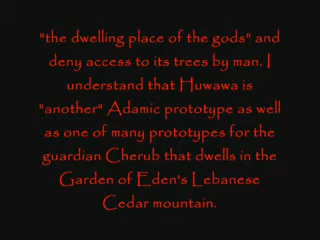 "the dwelling place of the gods" and
deny access to its trees by man. I
understand that Huwawa is
"another" Adamic prototype as well
as one of many prototypes for the
guardian Cherub that dwells in the
Garden of Eden's Lebanese
Cedar mountain.